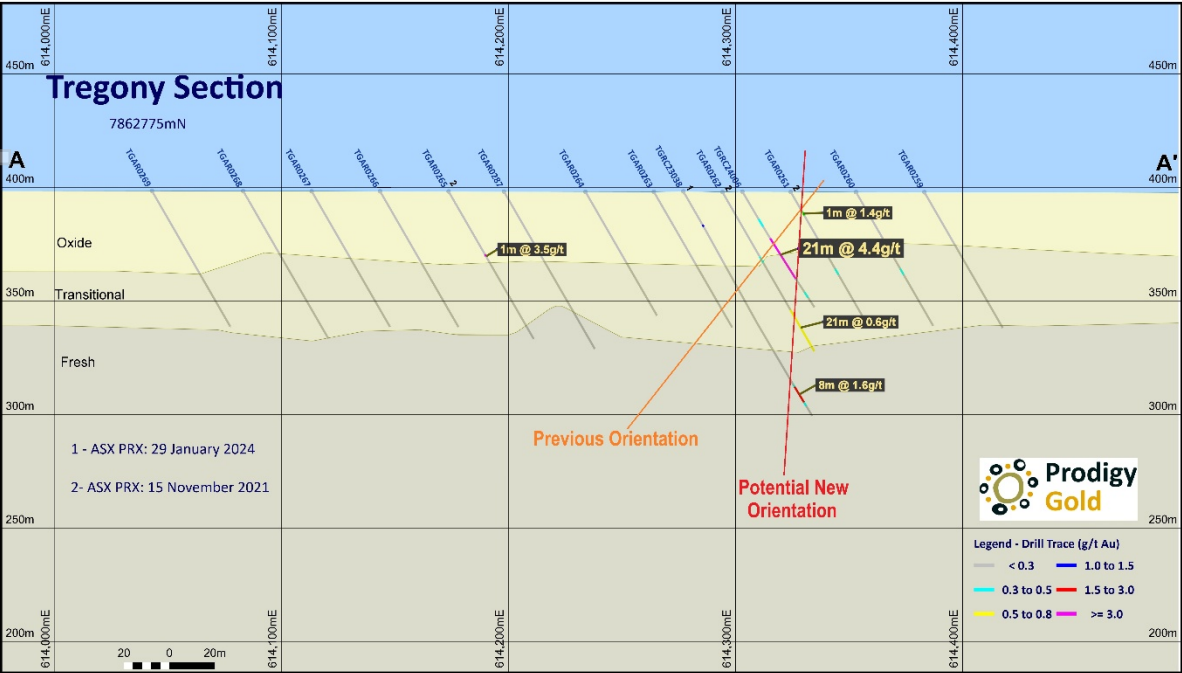 614,000mE
614,100mE
614,200mE
614,300mE
614,400mE
450m
450m
Tregony Section
7862775mN
A
A'
TGAR0269
TGAR0268
TGAR0267
TGAR0266
TGAR0265
2
TGAR0287
TGAR0264
TGAR0263
TGRC23038
1
TGAR0262
2
TGRC24006
TGAR0261
2
TGAR0260
TGAR0259
400m
400m
1m @ 1.4g/t
Oxide
1m @ 3.5g/t
21m @ 4.4g/t
350m
Transitional
350m
21m @ 0.6g/t
Fresh
8m @ 1.6g/t
300m
300m
Previous Orientation
1 - ASX PRX: 29 January 2024
2- ASX PRX: 15 November 2021
Potential New
Orientation
Prodigy
Gold
250m
250m
Legend - Drill Trace (g/t Au)
< 0.3
1.0 to 1.5
0.3 to 0.5
1.5 to 3.0
0.5 to 0.8
>= 3.0
200m
200m
614,000mE
614,100mE
614,200mE
614,300mE
614,400mE
20 0 20m